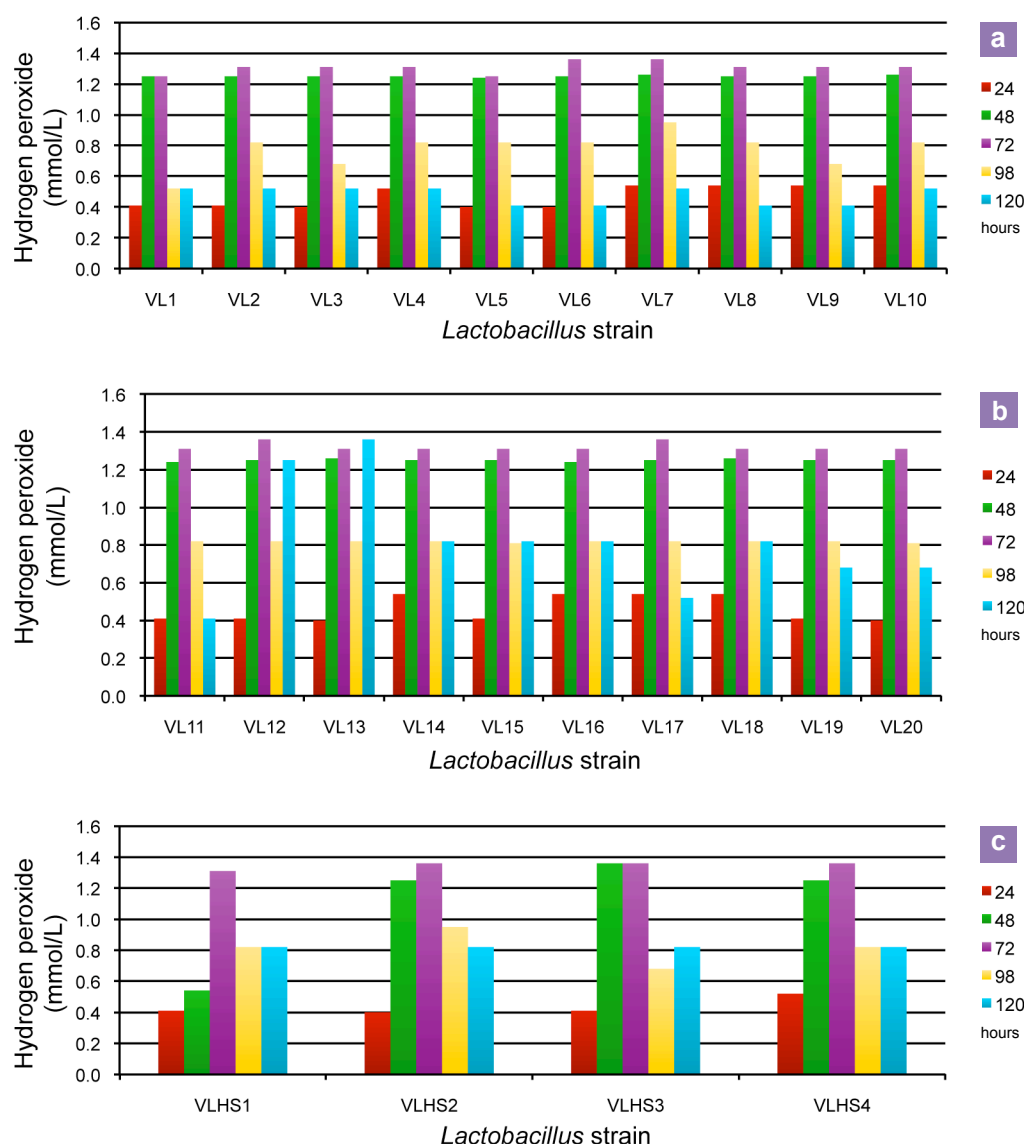 a
1.6
1.4
1.2
1.0
0.8
0.6
0.4
0.2
0.0
Hydrogen peroxide
(mmol/L)
VL1 VL2 VL3 VL4 VL5 VL6 VL7 VL8 VL9 VL10
Lactobacillus strain
24
48
72
98
120
hours
b
1.6
1.4
1.2
1.0
0.8
0.6
0.4
0.2
0.0
Hydrogen peroxide
(mmol/L)
VL11 VL12 VL13 VL14 VL15 VL16 VL17 VL18 VL19 VL20
Lactobacillus strain
24
48
72
98
120
hours
c
1.6
1.4
1.2
1.0
0.8
0.6
0.4
0.2
0.0
Hydrogen peroxide
(mmol/L)
VLHS1 VLHS2 VLHS3 VLHS4
Lactobacillus strain
24
48
72
98
120
hours